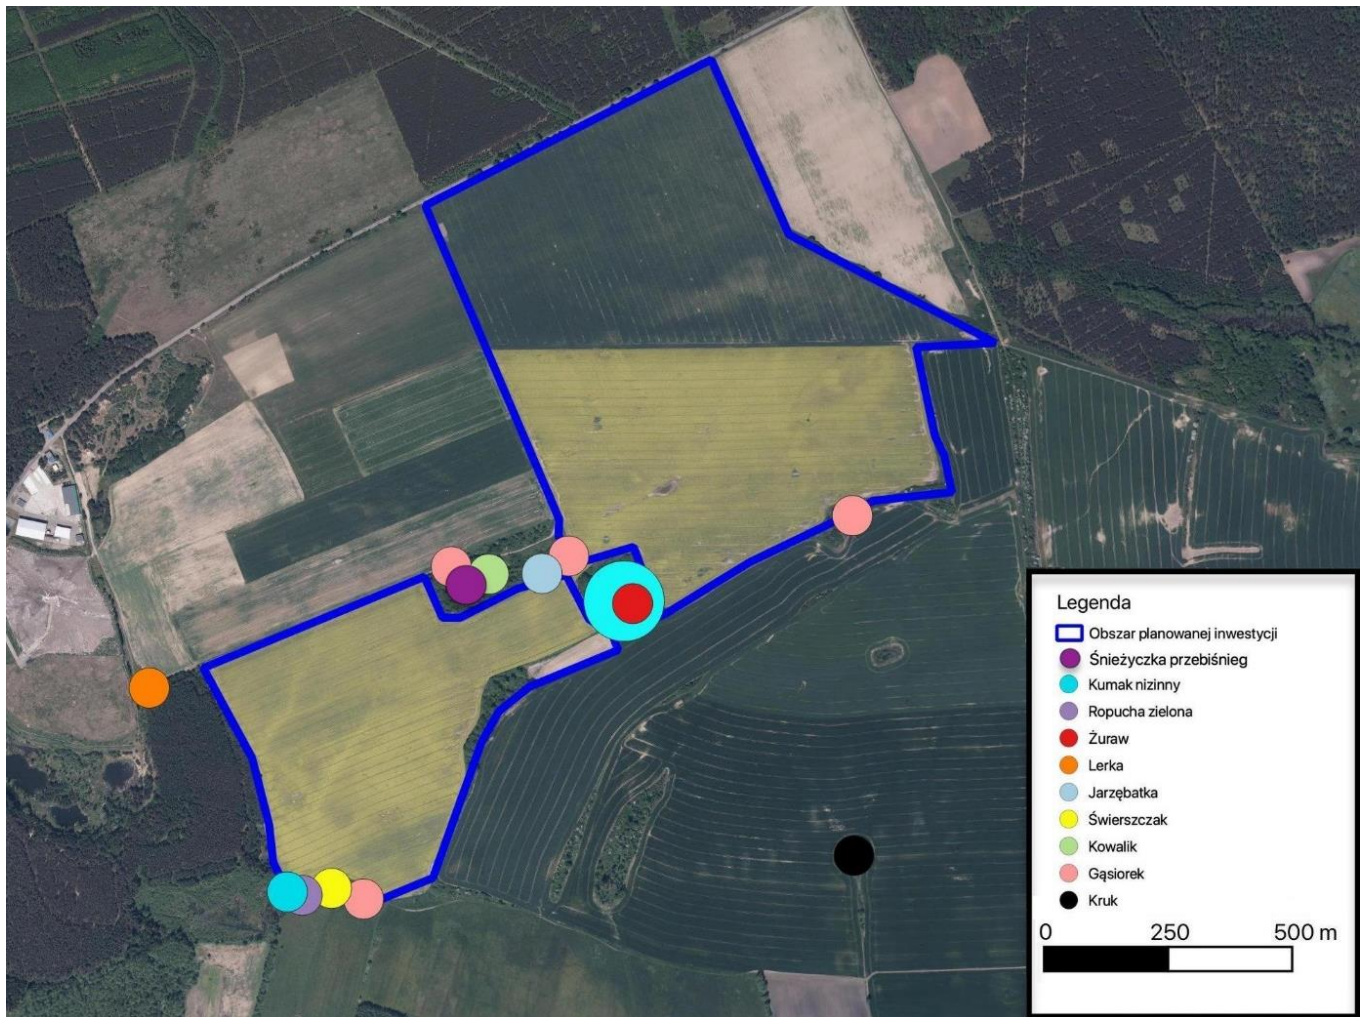 Legenda
Obszar planowanej inwestycji
Śnieżyczka przebiśnieg
Kumak nizinny
Ropucha zielona
Żuraw
Lerka
Jarzębatka
Świerszczak
Kowalik
Gąsiorek
Kruk
0 250 500 m